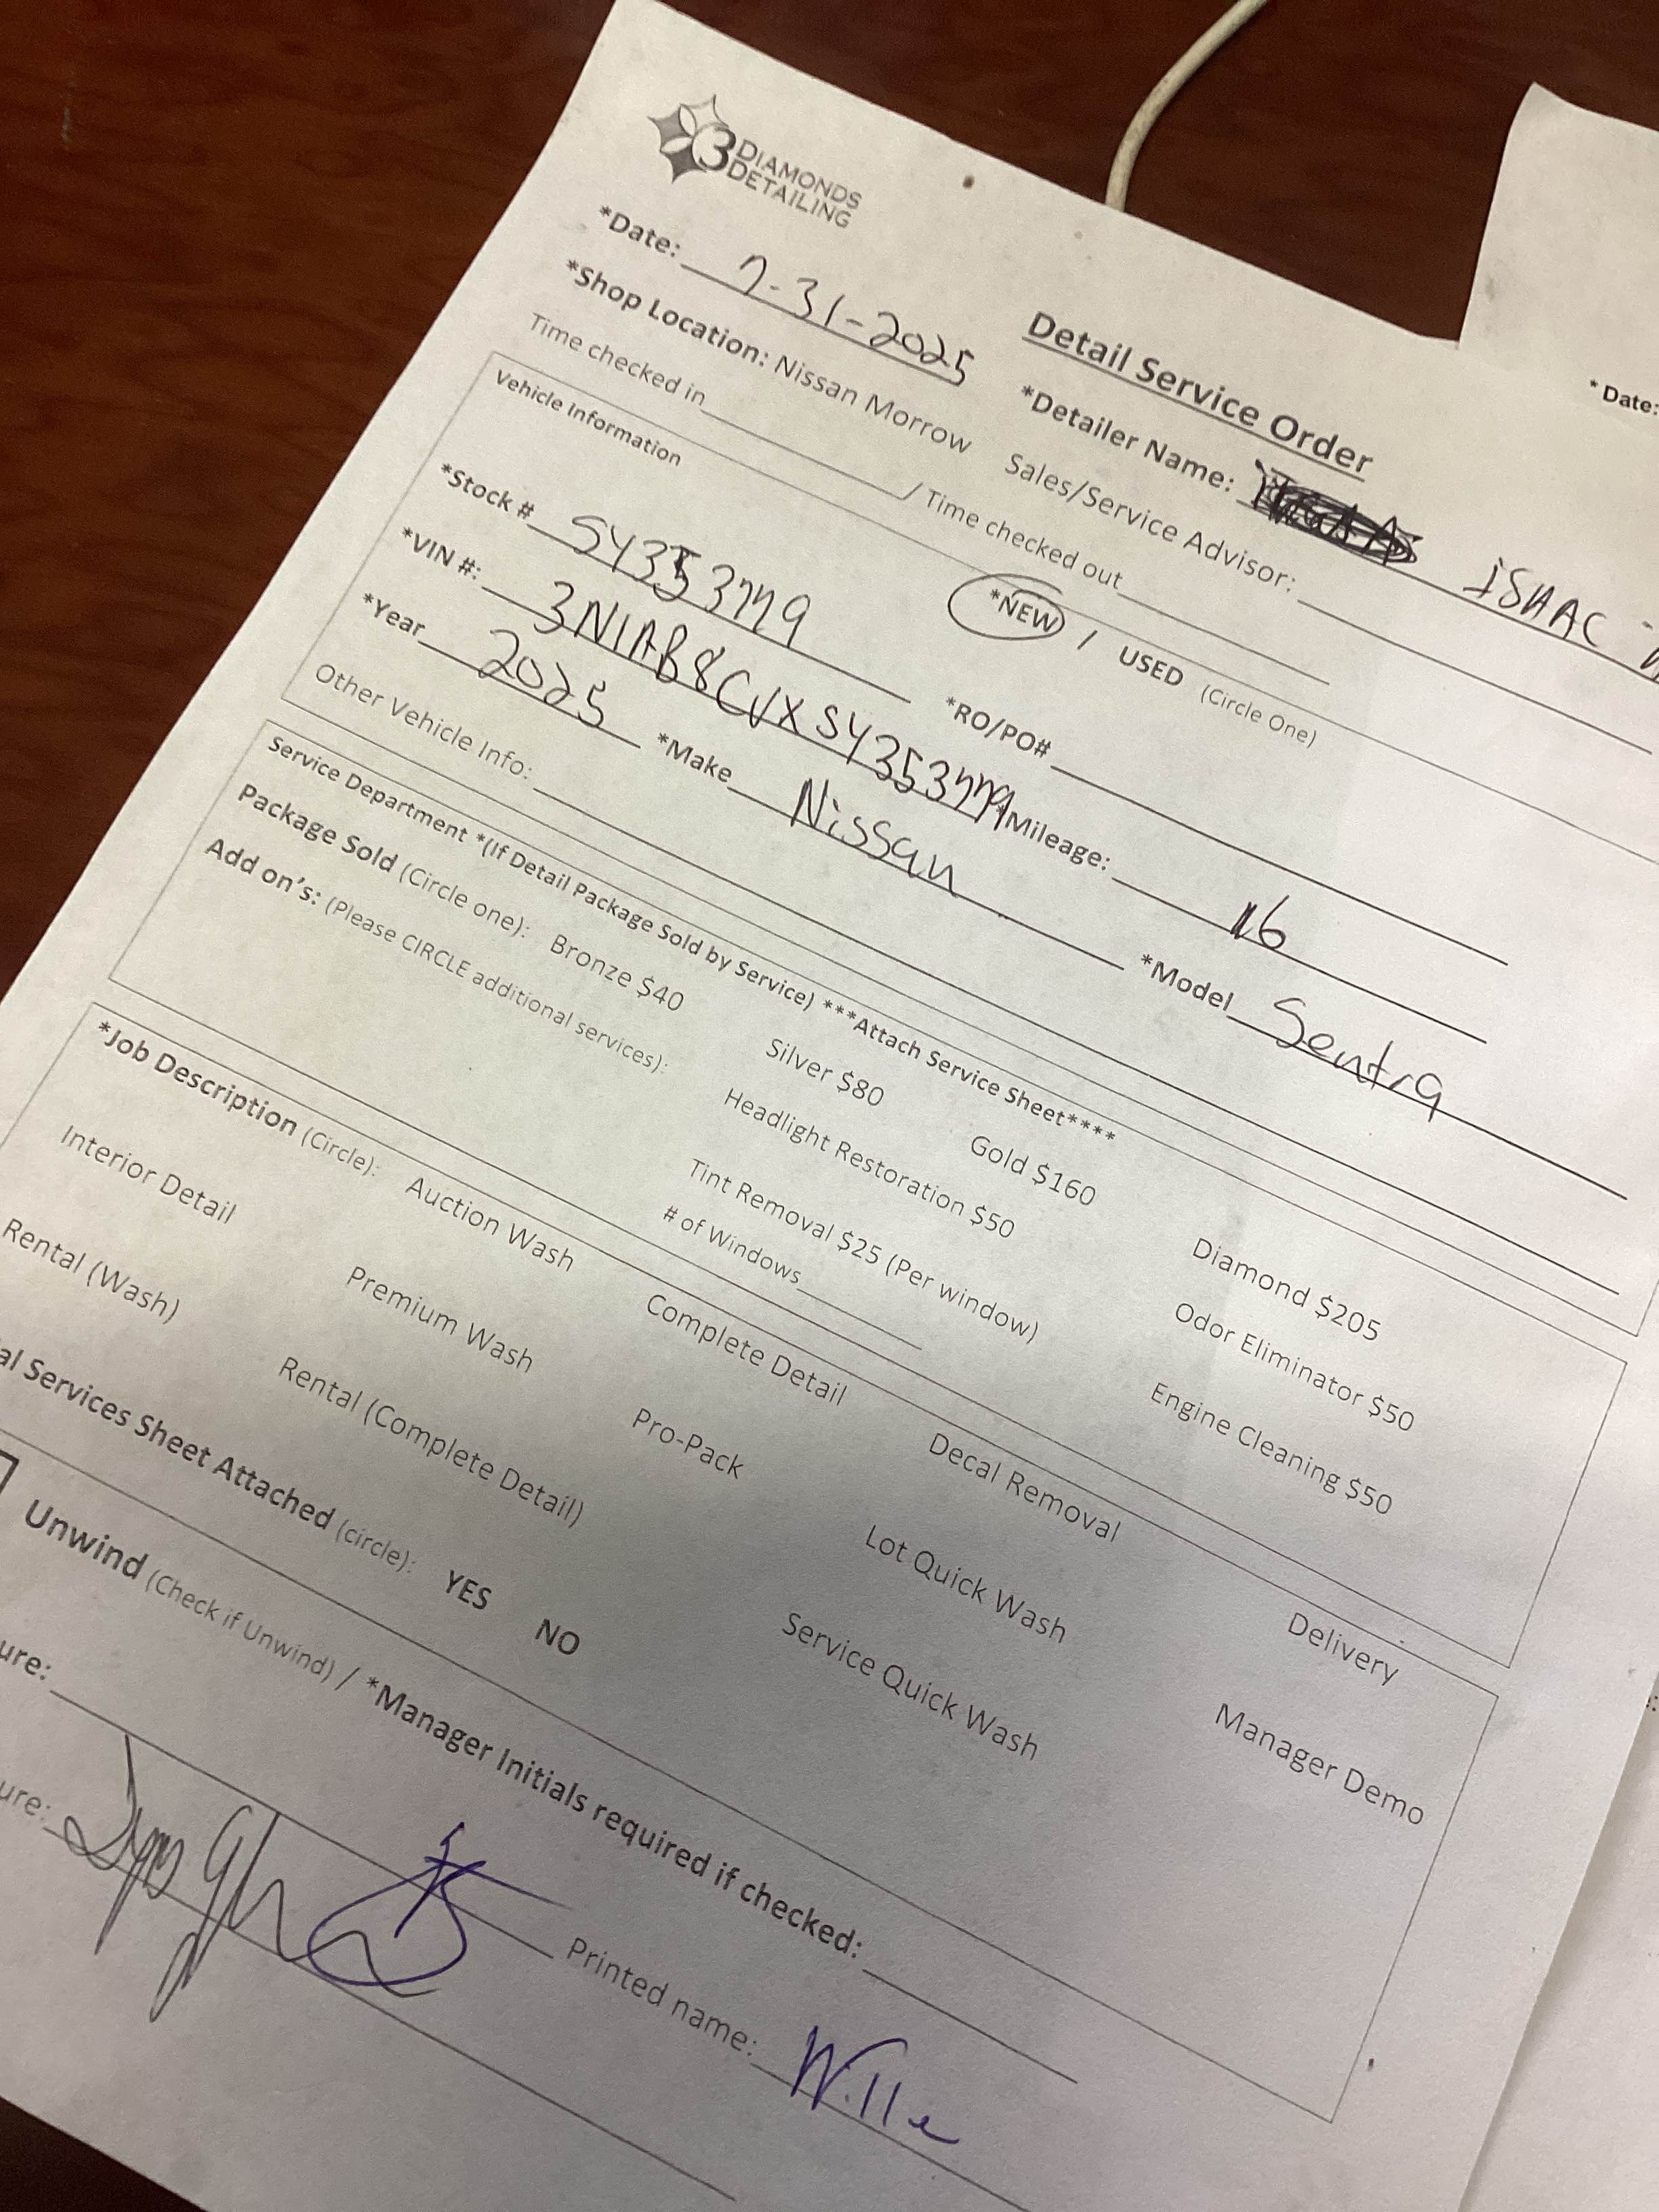 3 DIAMONDS
DETAILING
Detail Service Order
*Date: 7-31-2025 *Detailer Name: ISAAC
*Shop Location: Nissan Morrow Sales/Service Advisor:
Time checked in / Time checked out
Vehicle Information *NEW / USED (Circle One)
*Stock # SY353779 *RO/PO#
*VIN #: 3N1AB8CVXSY353779 *Mileage: 16
*Year 2025 *Make Nissan *Model Sentra
Other Vehicle Info:
Service Department *(If Detail Package Sold by Service) ***Attach Service Sheet****
Package Sold (Circle one): Bronze $40 Silver $80 Gold $160 Diamond $205
Add on's: (Please CIRCLE additional services): Headlight Restoration $50 Odor Eliminator $50
Tint Removal $25 (Per window) Engine Cleaning $50
# of Windows
*Job Description (Circle): Auction Wash Complete Detail Decal Removal Delivery
Interior Detail Premium Wash Pro-Pack Lot Quick Wash Manager Demo
Rental (Wash) Rental (Complete Detail) Service Quick Wash
al Services Sheet Attached (circle): YES NO
Unwind (Check if Unwind) / *Manager Initials required if checked:
ure: Printed name: Willie
ure:
* Date: